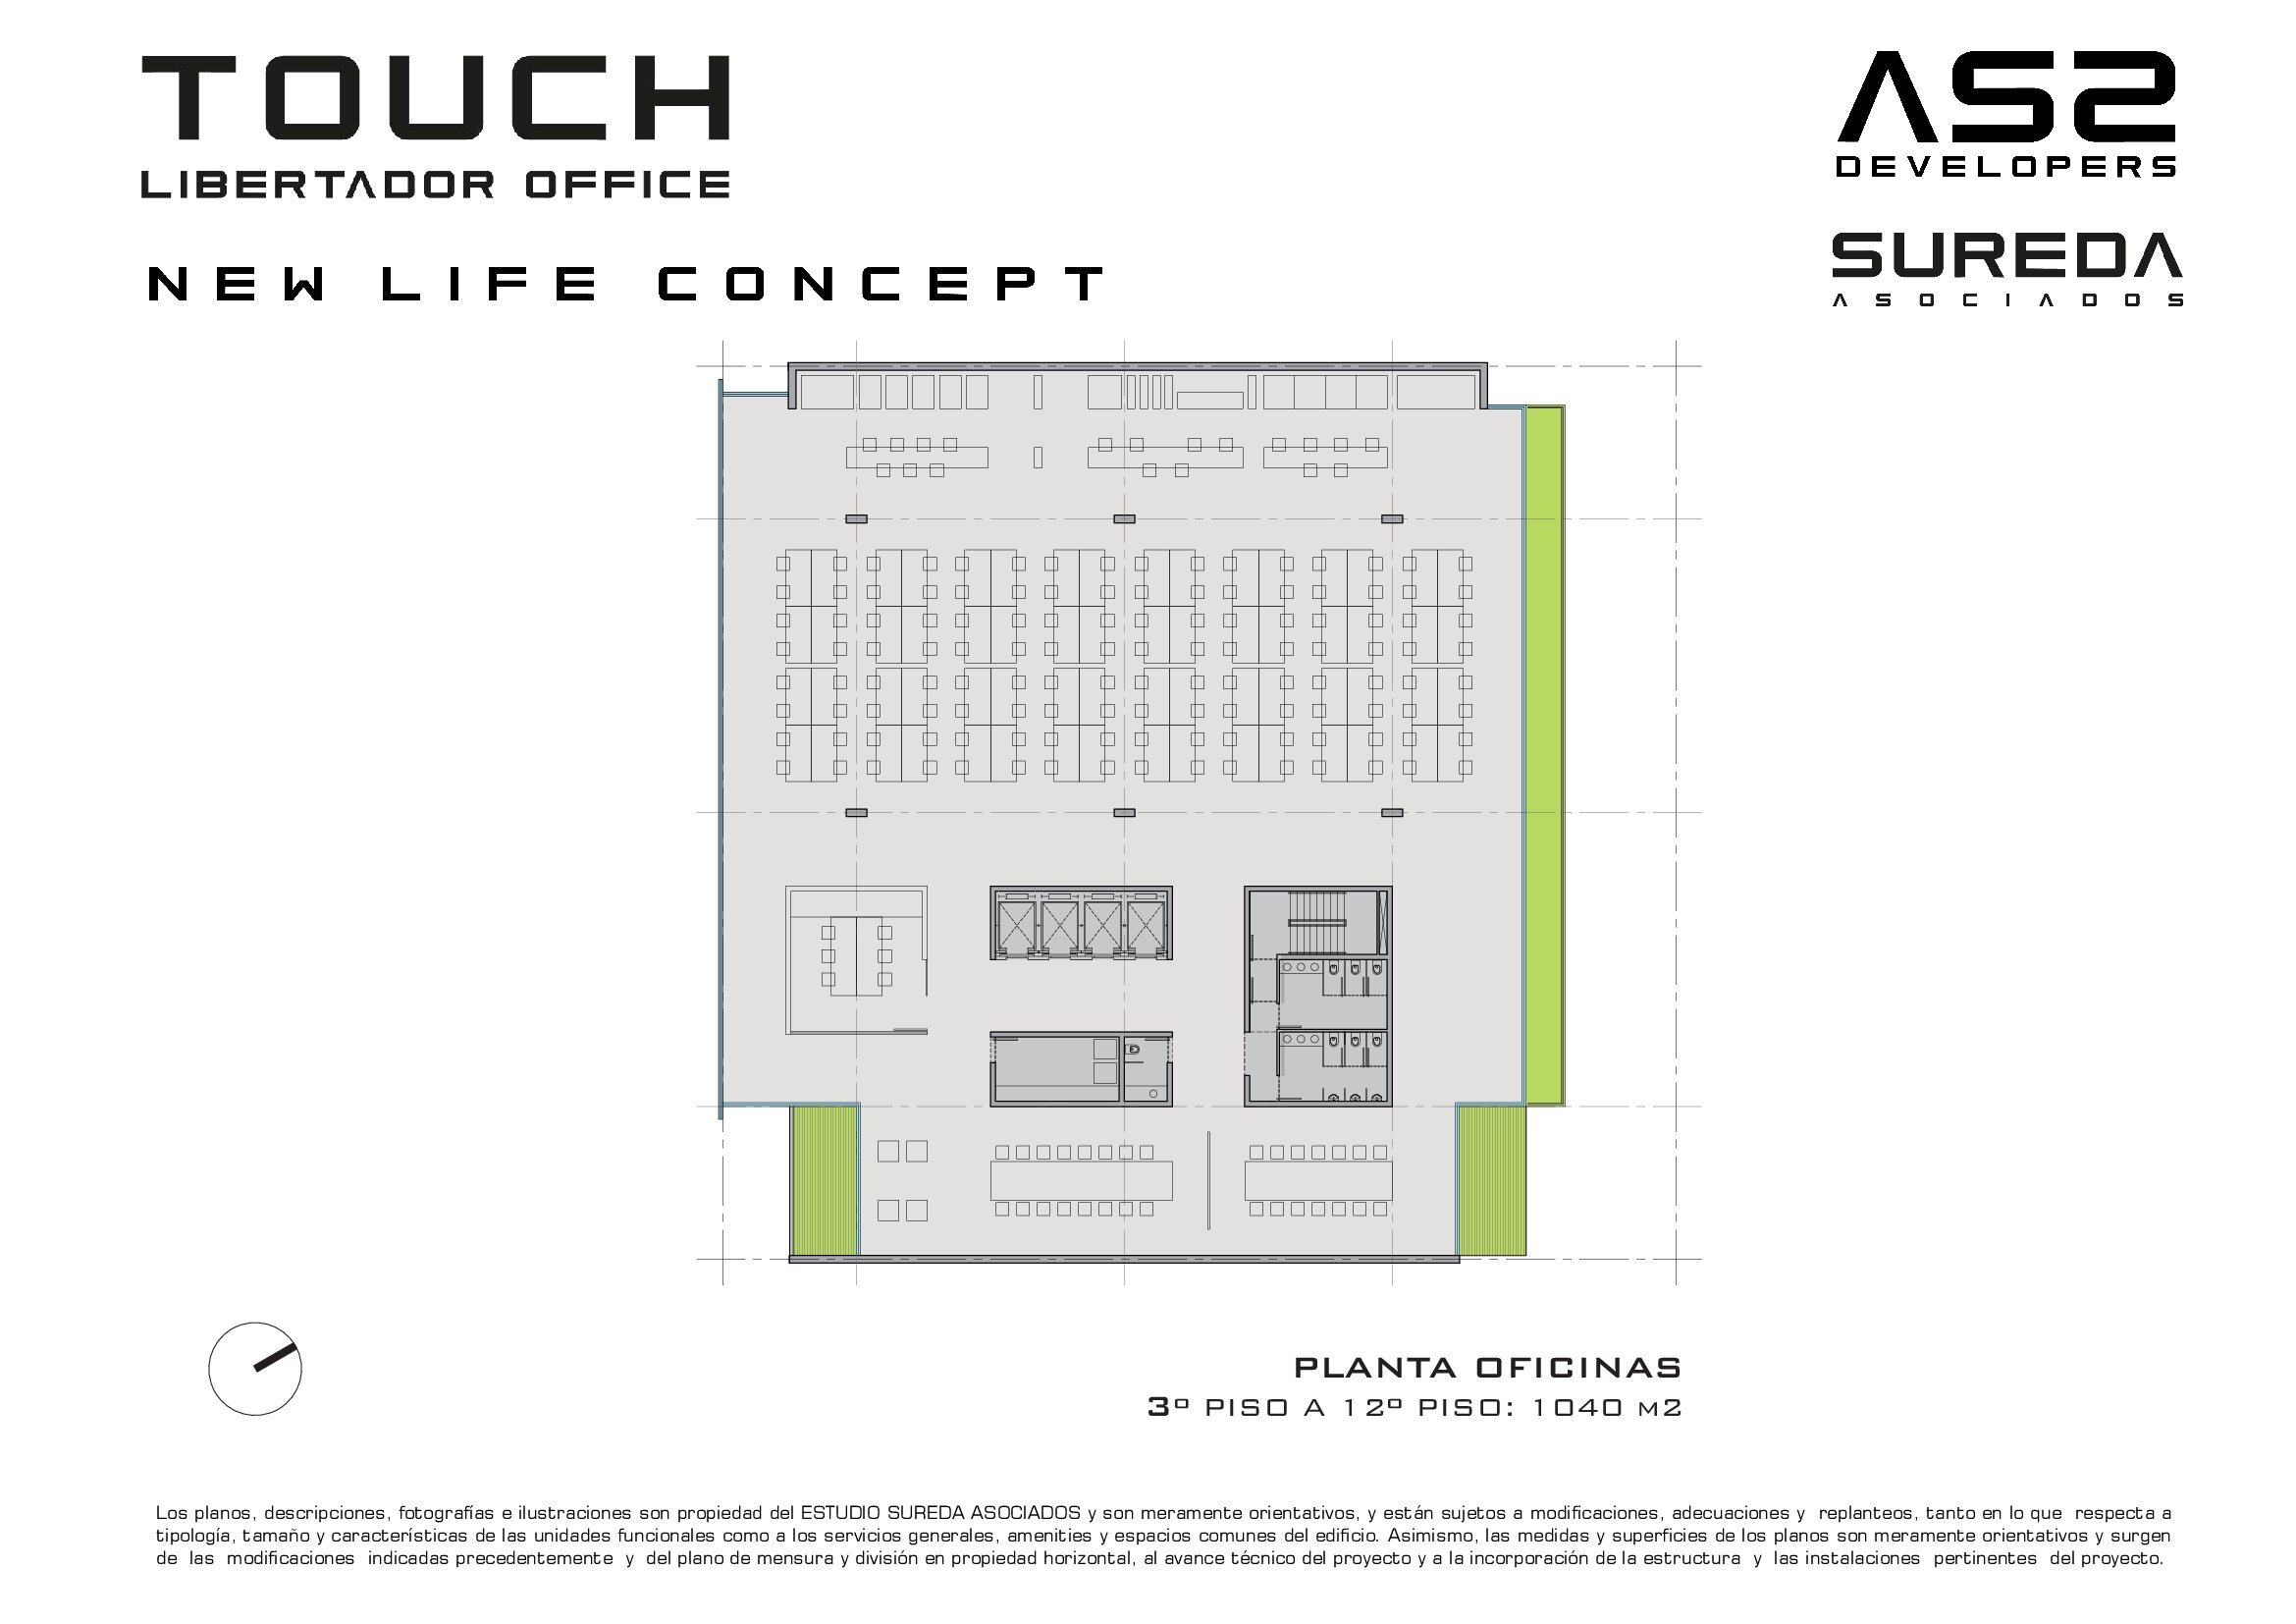 TOUCH
LIBERTADOR OFFICE
NEW LIFE CONCEPT
AS2
DEVELOPERS
SUREDA
ASOCIADOS
PLANTA OFICINAS
3º PISO A 12º PISO: 1040 M2
Los planos, descripciones, fotografías e ilustraciones son propiedad del ESTUDIO SUREDA ASOCIADOS y son meramente orientativos, y están sujetos a modificaciones, adecuaciones y replanteos, tanto en lo que respecta a
tipología, tamaño y características de las unidades funcionales como a los servicios generales, amenities y espacios comunes del edificio. Asimismo, las medidas y superficies de los planos son meramente orientativos y surgen
de las modificaciones indicadas precedentemente y del plano de mensura y división en propiedad horizontal, al avance técnico del proyecto y a la incorporación de la estructura y las instalaciones pertinentes del proyecto.